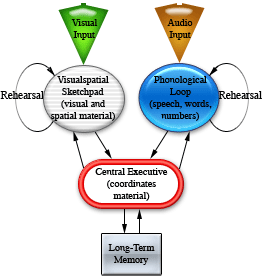 Visual
Input
Audio
Input
Visualspatial
Sketchpad
(visual and
spatial material)
Phonological
Loop
(speech, words,
numbers)
Rehearsal
Rehearsal
Central Executive
(coordinates
material)
Long-Term
Memory